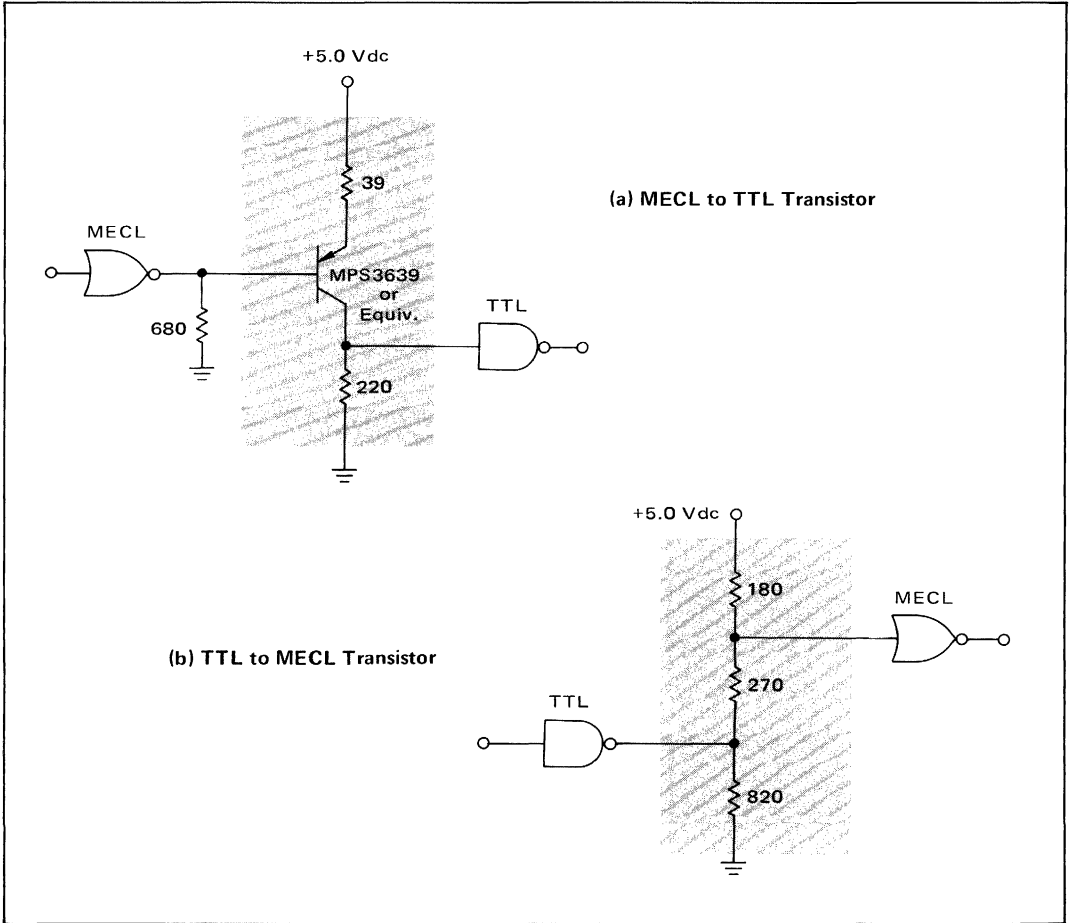 +5.0 Vdc
39
(a) MECL to TTL Transistor
MECL
MPS3639
or
Equiv.
TTL
680
220
+5.0 Vdc
180
MECL
(b) TTL to MECL Transistor
270
TTL
820